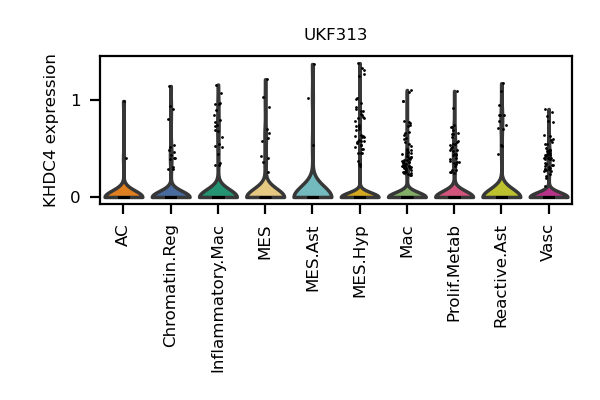 UKF313
KHDC4 expression
1
0
AC
Chromatin.Reg
Inflammatory.Mac
MES
MES.Ast
MES.Hyp
Mac
Prolif.Metab
Reactive.Ast
Vasc